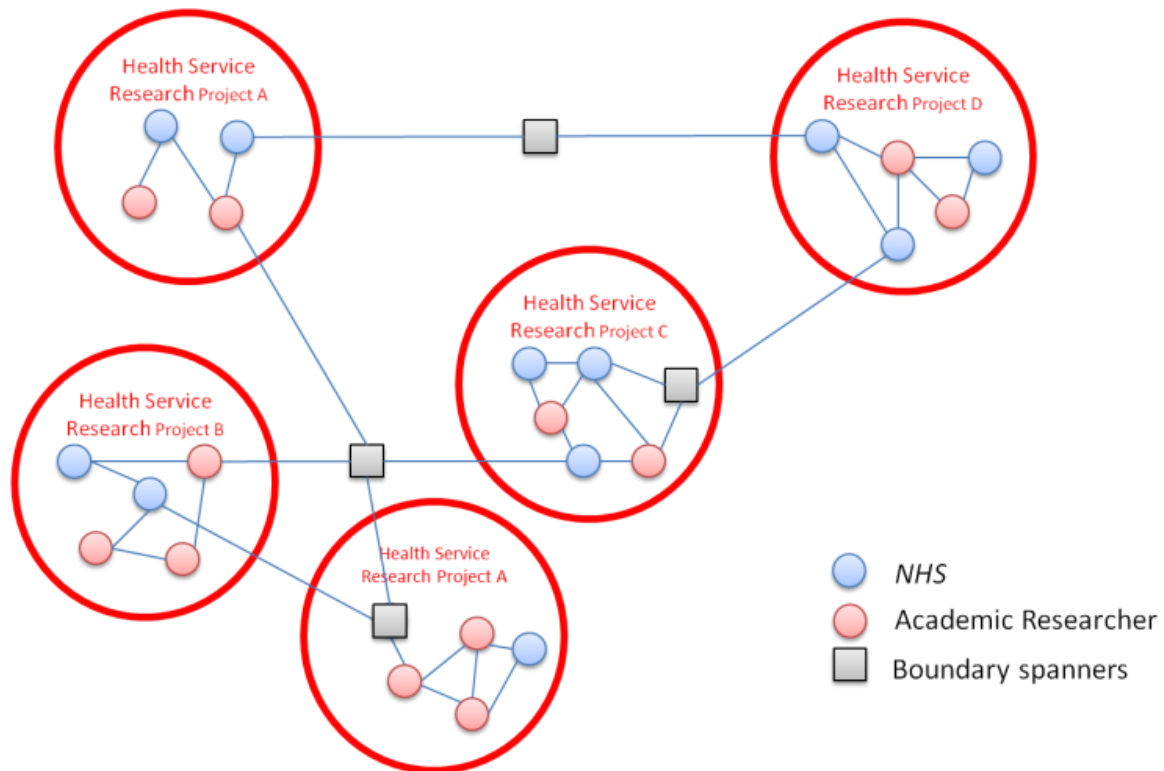 Health Service
Research Project A
Health Service
Research Project D
Health Service
Research Project C
Health Service
Research Project B
Health Service
Research Project A
NHS
Academic Researcher
Boundary spanners